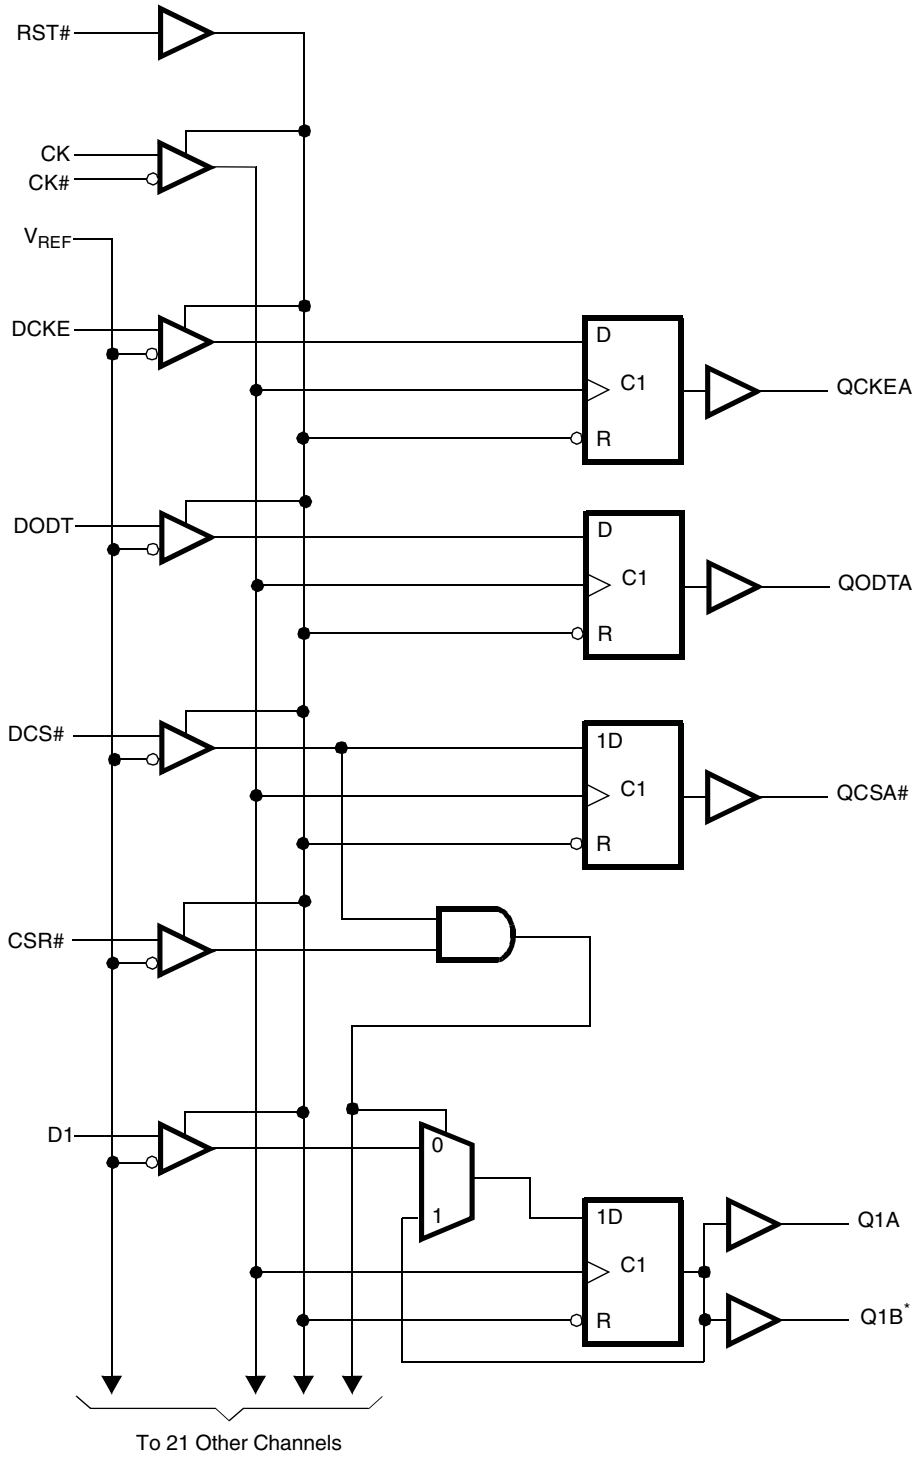 RST#
CK
CK#
VREF
DCKE
D
C1
R
QCKEA
DODT
D
C1
R
QODTA
DCS#
1D
C1
R
QCSA#
CSR#
D1
0
1
1D
C1
R
Q1A
Q1B*
To 21 Other Channels